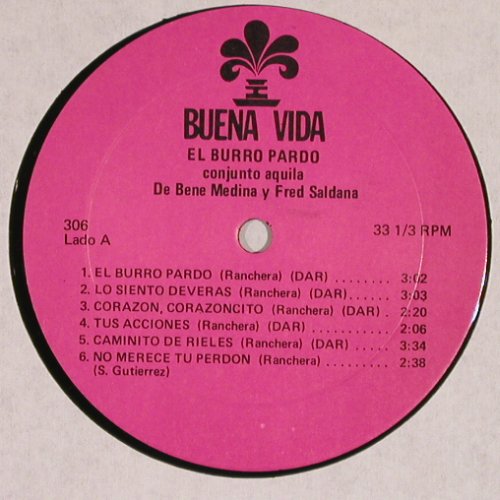 BUENA VIDA
EL BURRO PARDO
conjunto aquila
De Bene Medina y Fred Saldana
306
33 1/3 RPM
Lado A
1. EL BURRO PARDO (Ranchera) (DAR) ........ 3:02
2. LO SIENTO DEVERAS (Ranchera) (DAR)..... 3:03
3. CORAZON, CORAZONCITO (Ranchera) (DAR) . 2:20
4. TUS ACCIONES (Ranchera) (DAR) ............ 2:06
5. CAMINITO DE RIELES (Ranchera) (DAR) ..... 3:34
6. NO MERECE TU PERDON (Ranchera) ......... 2:38
(S. Gutierrez)